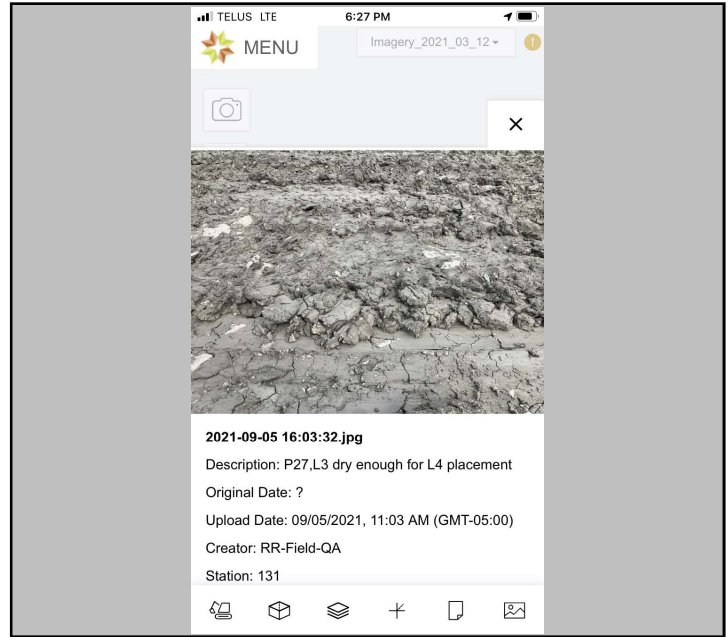 TELUS LTE 6:27 PM
MENU Imagery_2021_03_12
2021-09-05 16:03:32.jpg
Description: P27,L3 dry enough for L4 placement
Original Date: ?
Upload Date: 09/05/2021, 11:03 AM (GMT-05:00)
Creator: RR-Field-QA
Station: 131